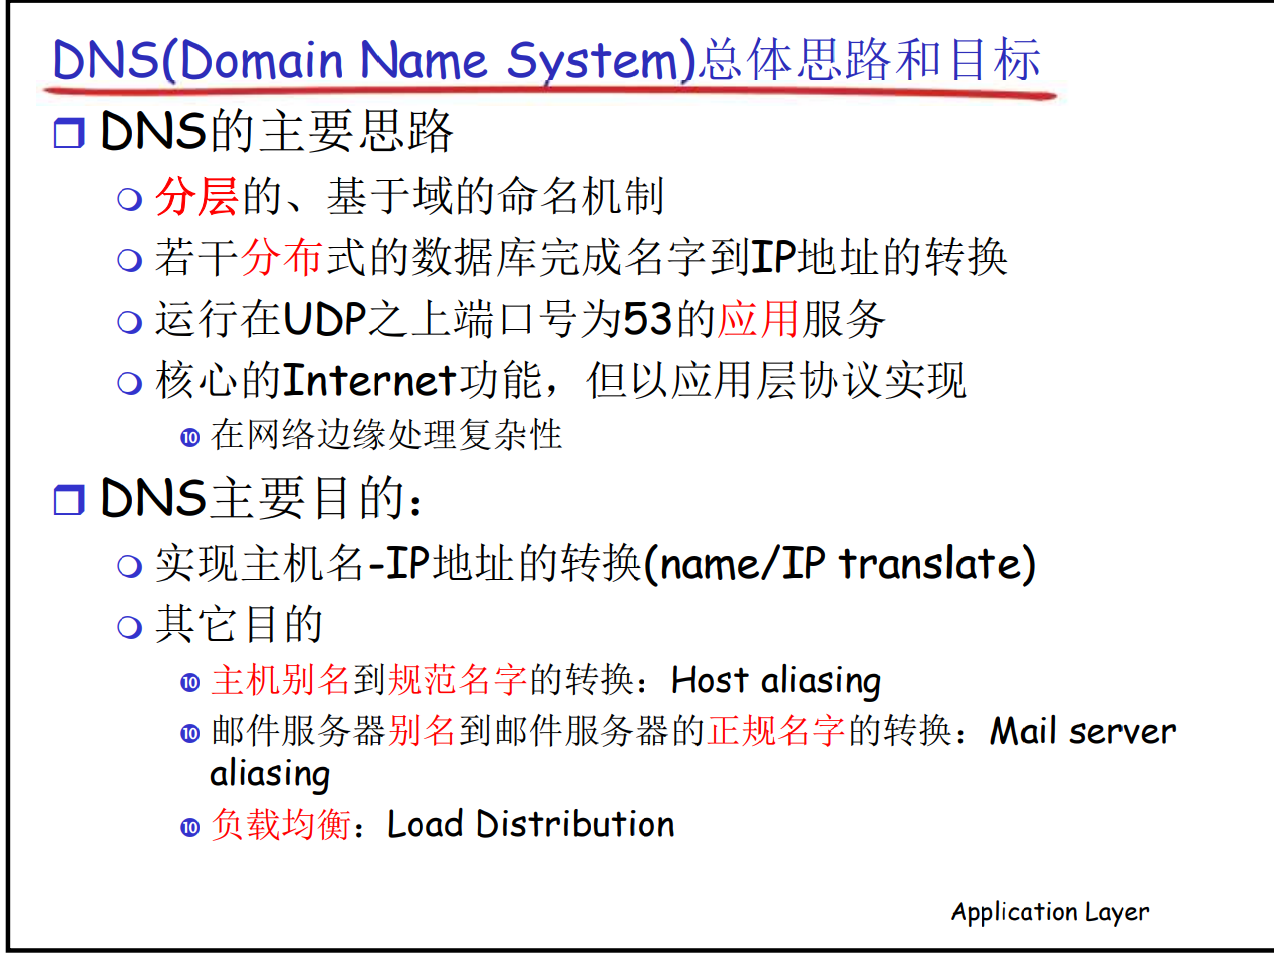 DNS(Domain Name System)总体思路和目标
DNS的主要思路
分层的、基于域的命名机制
若干分布式的数据库完成名字到IP地址的转换
运行在UDP之上端口号为53的应用服务
核心的Internet功能，但以应用层协议实现
在网络边缘处理复杂性
DNS主要目的：
实现主机名-IP地址的转换(name/IP translate)
其它目的
主机别名到规范名字的转换：Host aliasing
邮件服务器别名到邮件服务器的正规名字的转换：Mail server
aliasing
负载均衡：Load Distribution
Application Layer